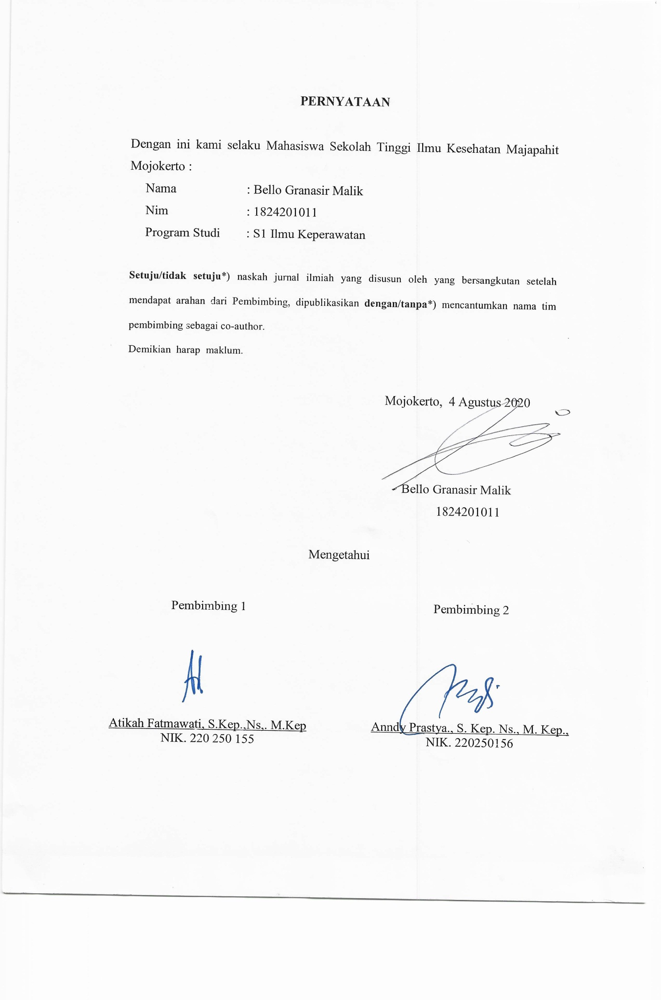 PERNYATAAN
Dengan ini kami selaku Mahasiswa Sekolah Tinggi Ilmu Kesehatan Majapahit
Mojokerto :
Nama : Bello Granasir Malik
Nim : 1824201011
Program Studi : S1 Ilmu Keperawatan
Setuju/tidak setuju*) naskah jurnal ilmiah yang disusun oleh yang bersangkutan setelah
mendapat arahan dari Pembimbing, dipublikasikan dengan/tanpa*) mencantumkan nama tim
pembimbing sebagai co-author.
Demikian harap maklum.
Mojokerto, 4 Agustus 2020
Bello Granasir Malik
1824201011
Mengetahui
Pembimbing 1
Pembimbing 2
Atikah Fatmawati, S.Kep.,Ns,. M.Kep
NIK. 220 250 155
Anndy Prastya., S. Kep. Ns., M. Kep.,
NIK. 220250156